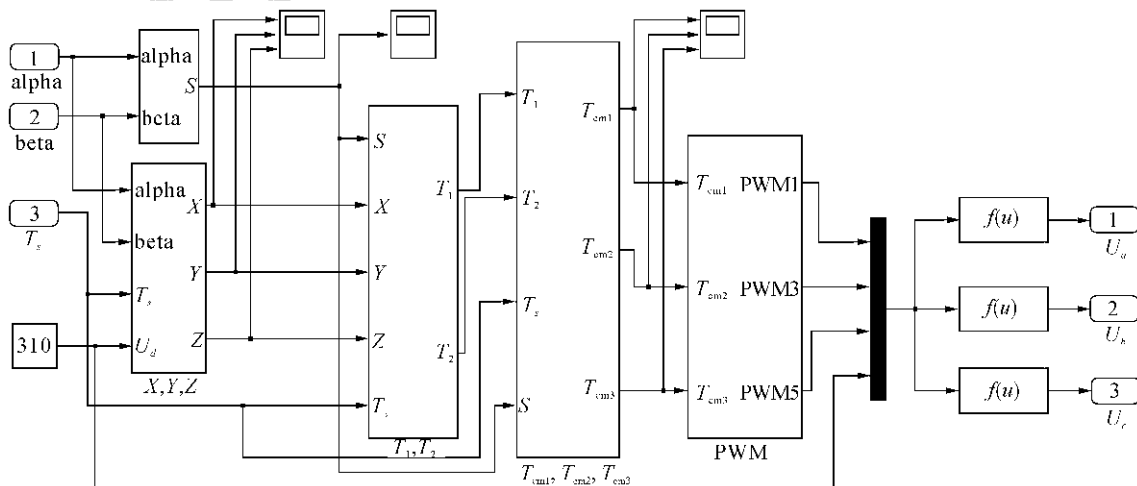 1
alpha
2
beta
3
T_s
310
alpha
beta
S
alpha
beta
T_s
U_d
X
Y
Z
X,Y,Z
S
X
Y
Z
T_s
T_1
T_2
T_1,T_2
T_1
T_2
T_s
S
T_cm1
T_cm2
T_cm3
T_cm1, T_cm2, T_cm3
T_cm1
T_cm2
T_cm3
PWM1
PWM3
PWM5
PWM
f(u)
f(u)
f(u)
1
U_a
2
U_b
3
U_c